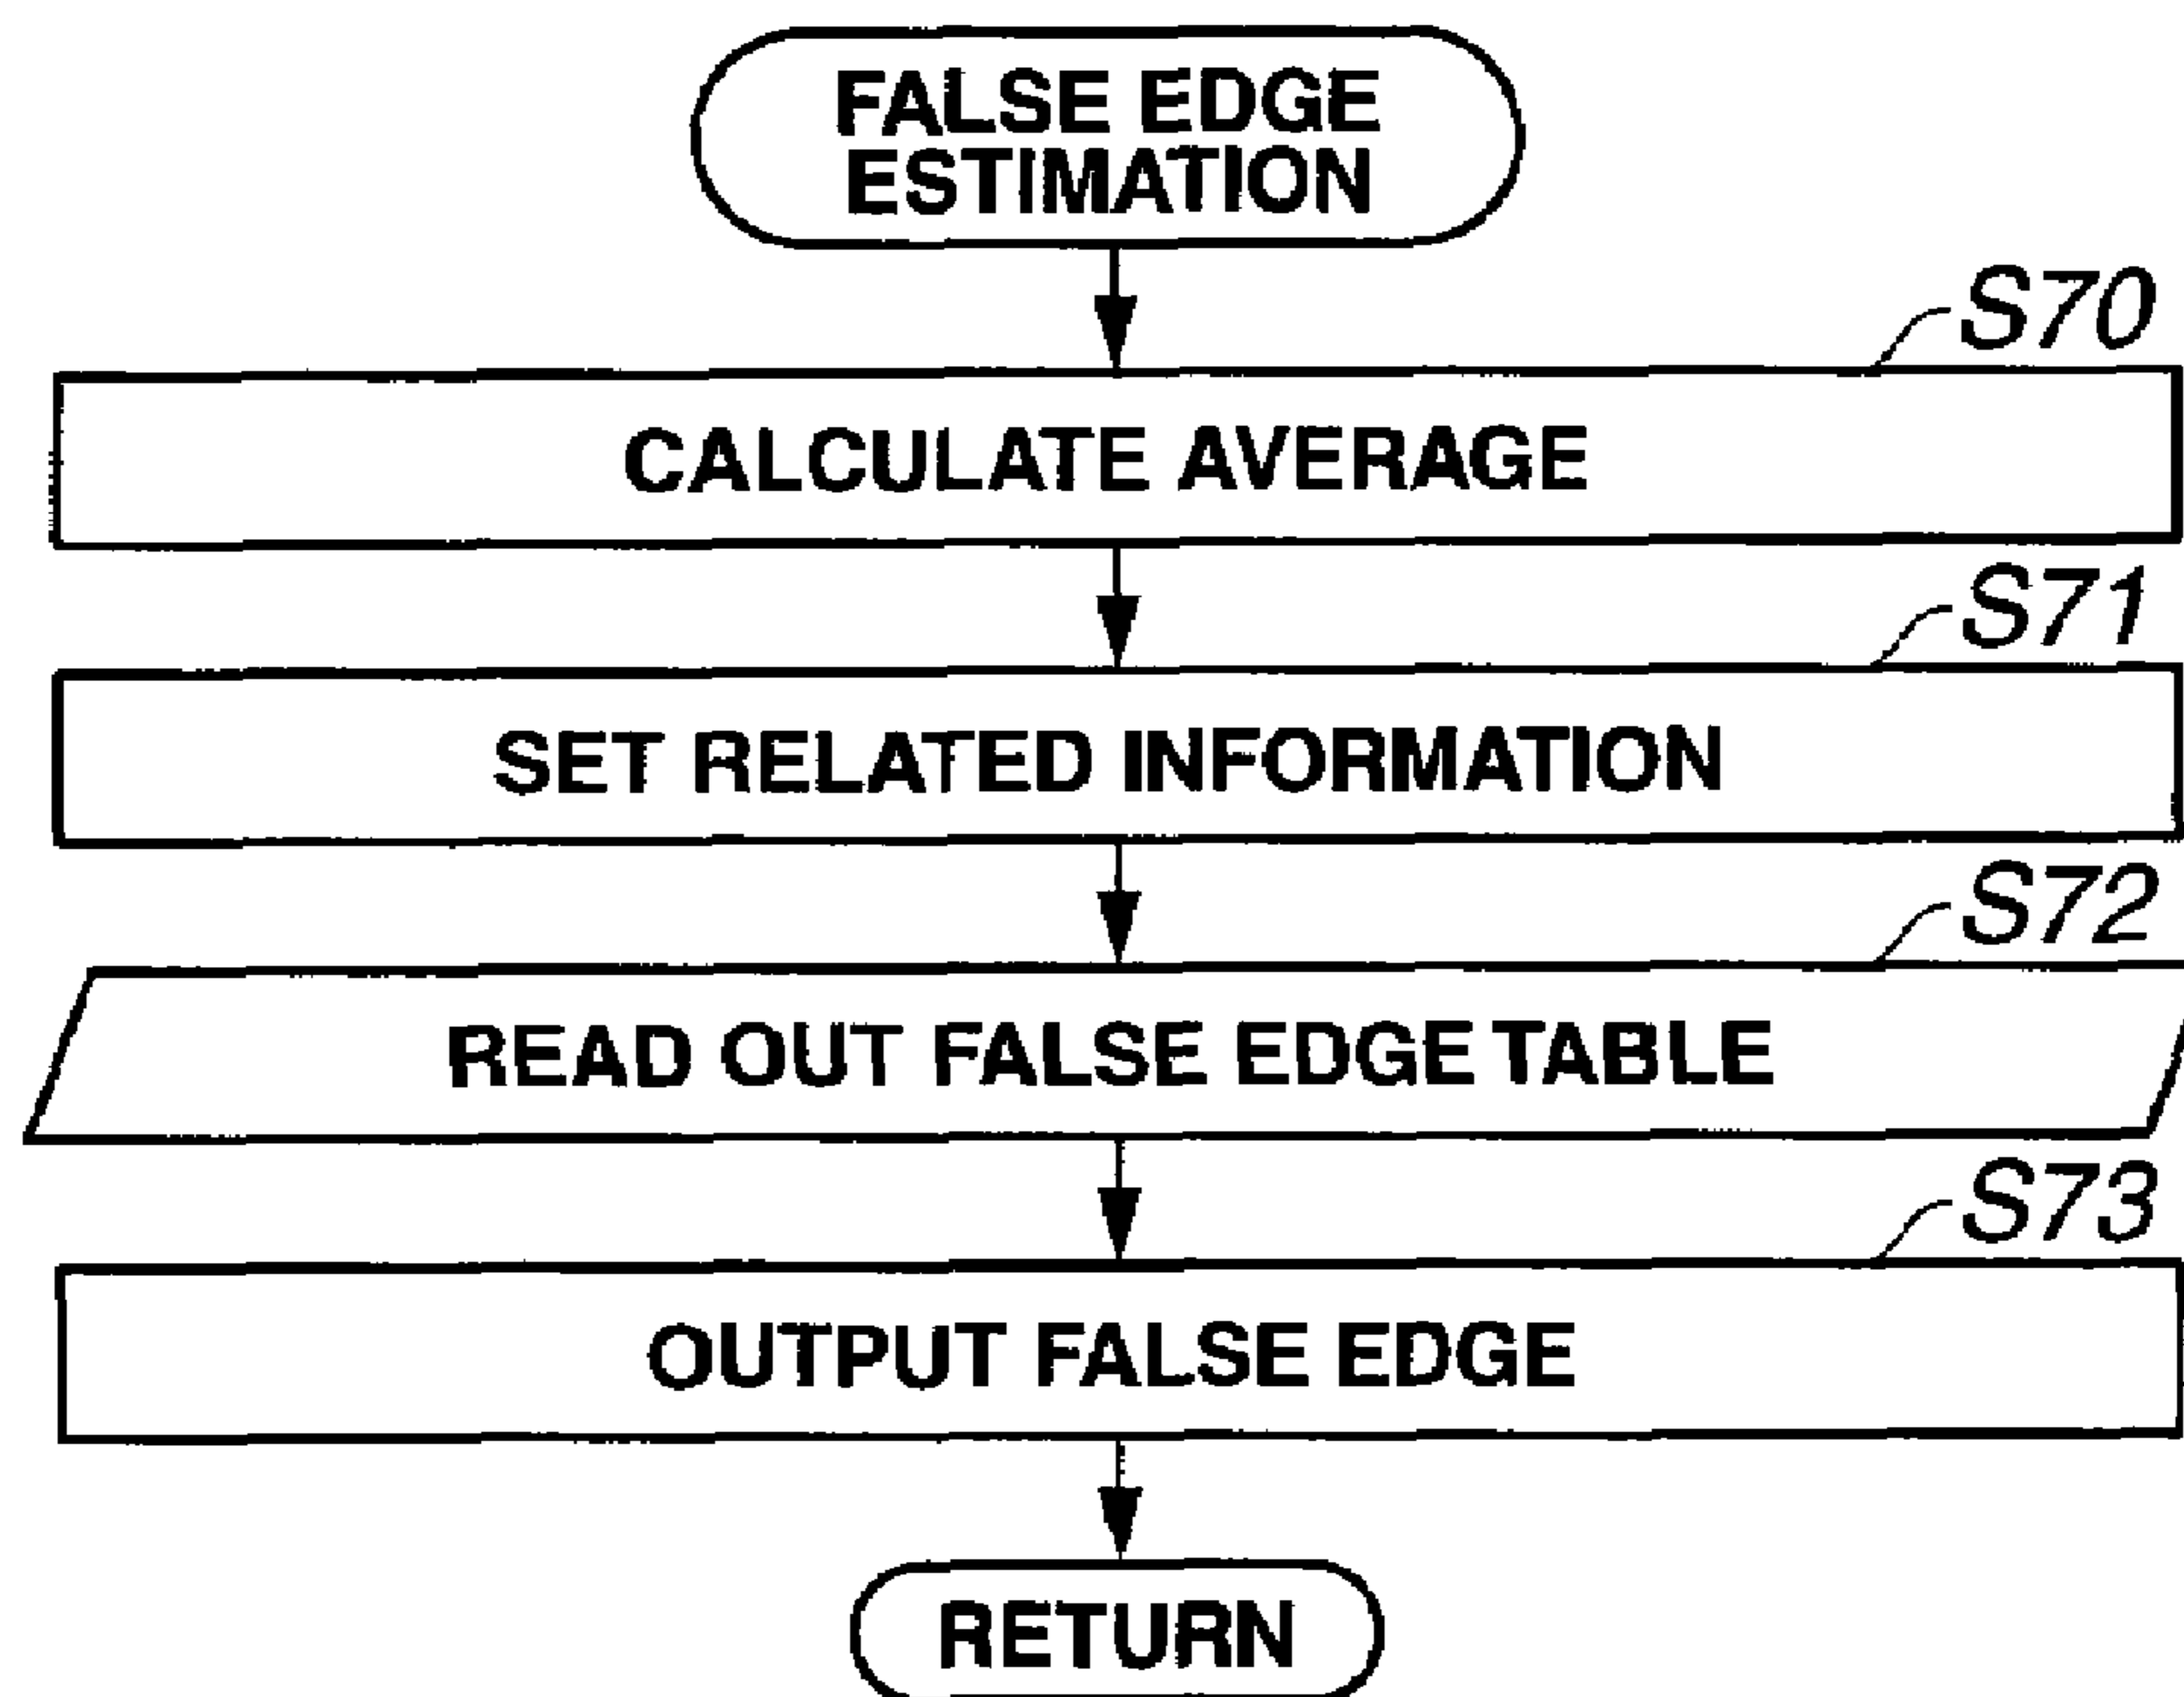 FALSE EDGE
ESTIMATION
S70
CALCULATE AVERAGE
S71
SET RELATED INFORMATION
S72
READ OUT FALSE EDGE TABLE
S73
OUTPUT FALSE EDGE
RETURN